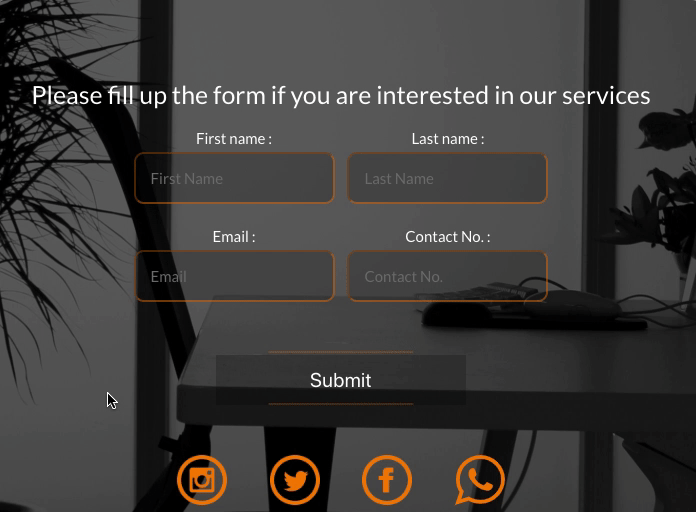 Please fill up the form if you are interested in our services
First name :
Last name :
First Name
Last Name
Email :
Contact No. :
Email
Contact No.
Submit